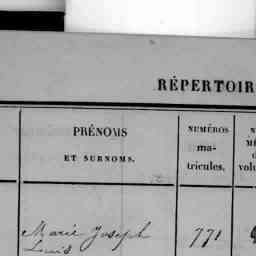 RÉPERTOIR
PRÉNOMS
ET SURNOMS.
NUMÉROS
ma-
tricules.
Marie Joseph
Louis
771